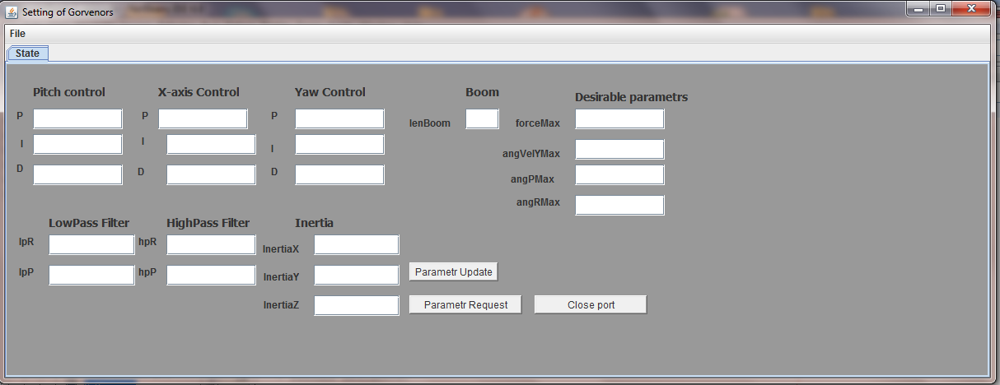 Setting of Gorvenors
File
State
Pitch control X-axis Control Yaw Control Boom Desirable parametrs
P P P lenBoom forceMax
I I I angVelYMax
D D D angPMax
angRMax
LowPass Filter HighPass Filter Inertia
lpR hpR InertiaX
lpP hpP InertiaY Parametr Update
InertiaZ Parametr Request Close port